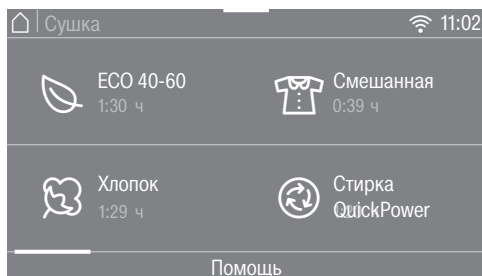 Сушка 11:02
ECO 40-60
1:30 ч
Смешанная
0:39 ч
Хлопок
1:29 ч
Стирка
QuickPower
Помощь